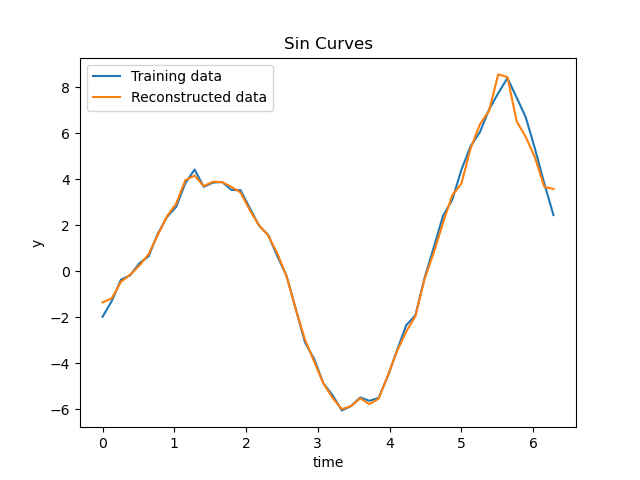 Sin Curves
Training data
Reconstructed data
8
6
4
2
0
−2
−4
−6
y
0 1 2 3 4 5 6
time